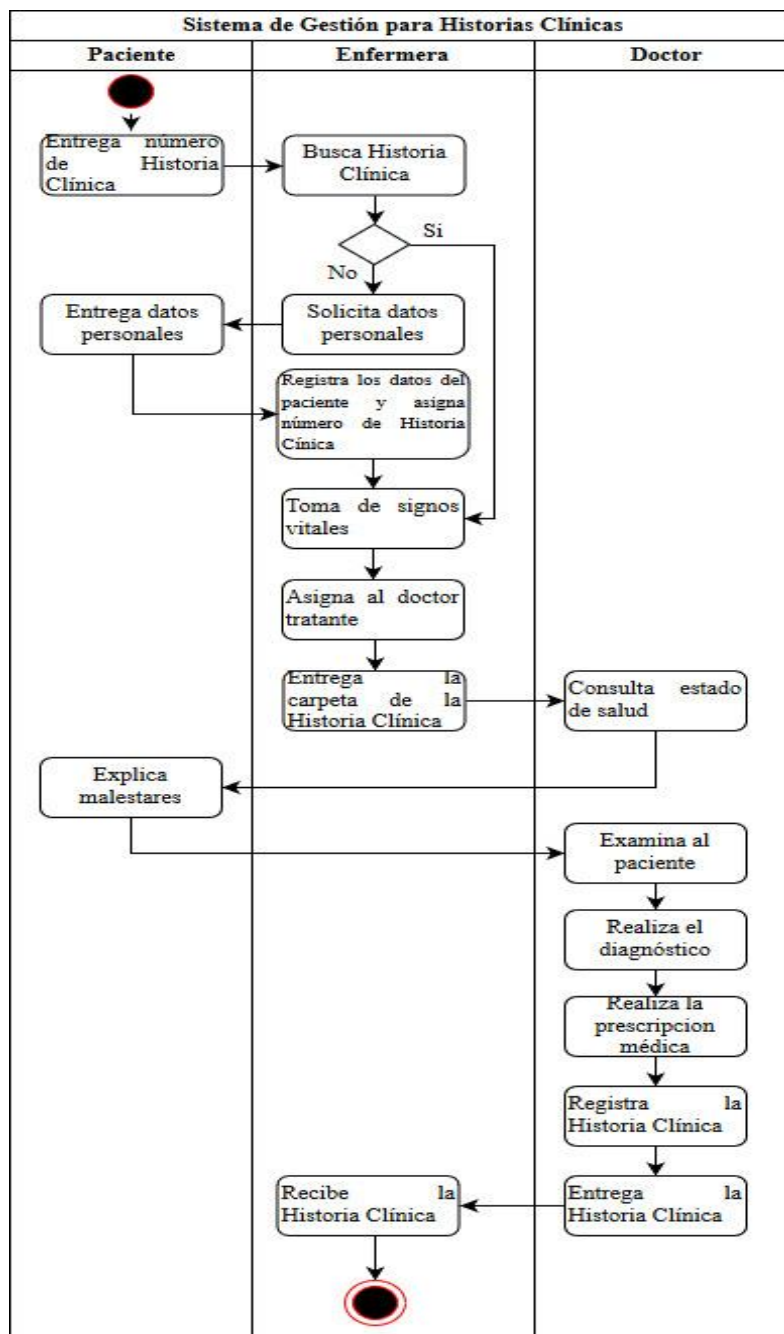 Sistema de Gestión para Historias Clínicas
Paciente
Enfermera
Doctor
Entrega número
de Historia
Clínica
Busca Historia
Clínica
Si
No
Entrega datos
personales
Solicita datos
personales
Registra los datos del
paciente y asigna
número de Historia
Cínica
Toma de signos
vitales
Asigna al doctor
tratante
Entrega la
carpeta de la
Historia Clínica
Consulta estado
de salud
Explica
malestares
Examina al
paciente
Realiza el
diagnóstico
Realiza la
prescripcion
médica
Registra la
Historia Clínica
Recibe la
Historia Clínica
Entrega la
Historia Clínica